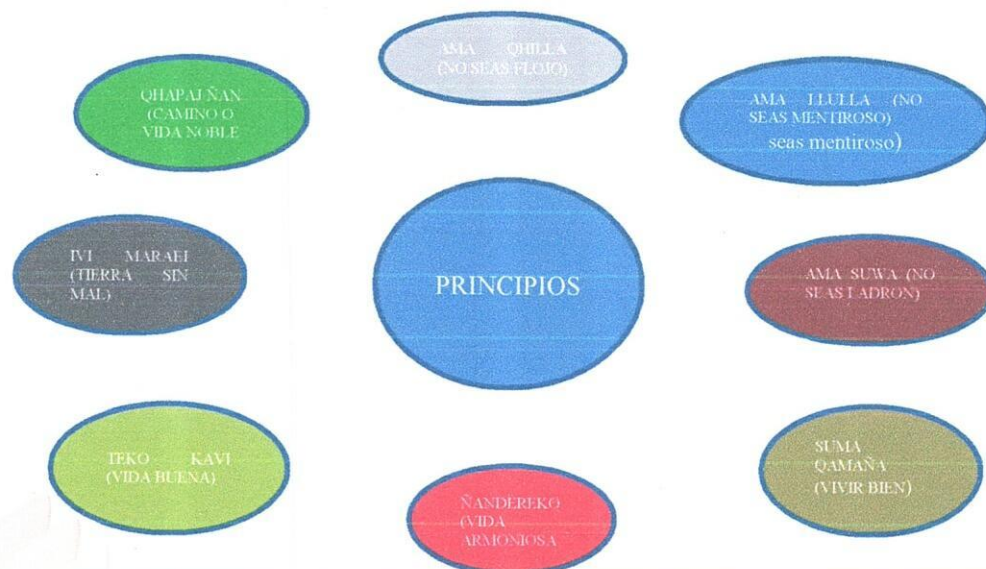 AMA QHILLA
(NO SEAS FLOJO)
QHAPAJ ÑAN
(CAMINO O
VIDA NOBLE
AMA LLULLA (NO
SEAS MENTIROSO)
seas mentiroso)
IVI MARAEI
(TIERRA SIN
MAL)
PRINCIPIOS
AMA SUWA (NO
SEAS LADRON)
TEKO KAVI
(VIDA BUENA)
ÑANDEREKO
(VIDA
ARMONIOSA
SUMA
QAMAÑA
(VIVIR BIEN)